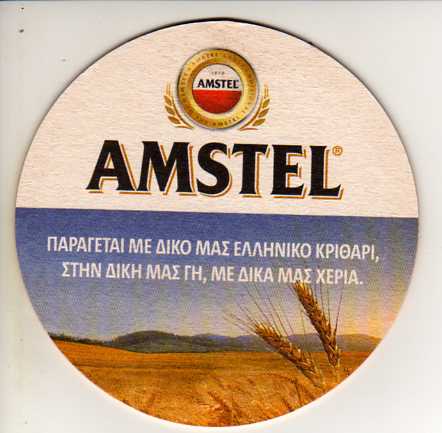 AMSTEL
AMSTEL®
ΠΑΡΑΓΕΤΑΙ ΜΕ ΔΙΚΟ ΜΑΣ ΕΛΛΗΝΙΚΟ ΚΡΙΘΑΡΙ,
ΣΤΗΝ ΔΙΚΗ ΜΑΣ ΓΗ, ΜΕ ΔΙΚΑ ΜΑΣ ΧΕΡΙΑ.